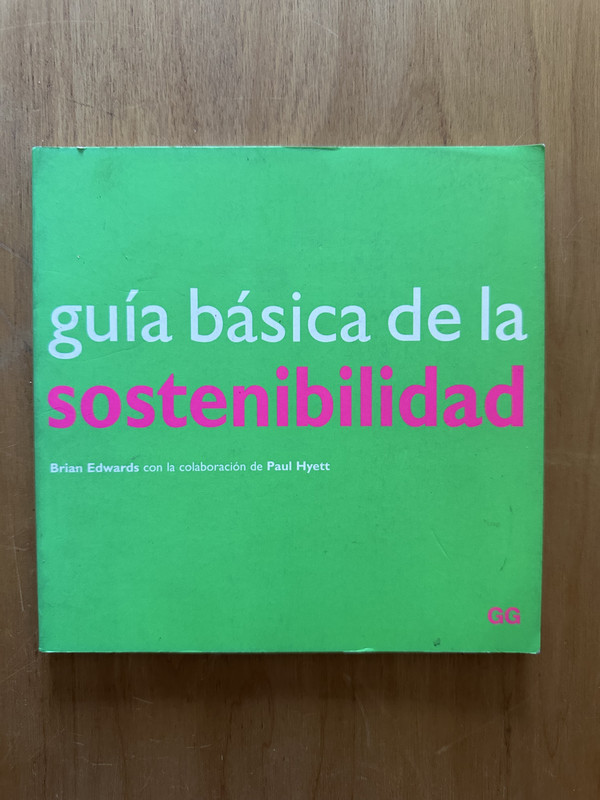 guía básica de la
sostenibilidad
Brian Edwards con la colaboración de Paul Hyett
GG